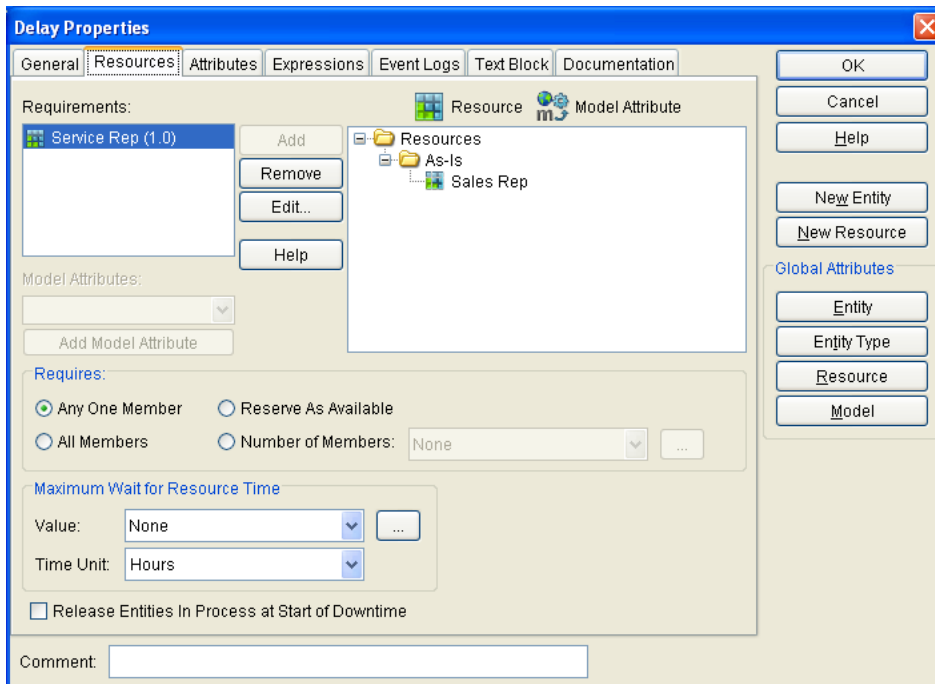 Delay Properties
General Resources Attributes Expressions Event Logs Text Block Documentation
OK
Cancel
Help
Requirements:
Resource Model Attribute
Service Rep (1.0)
Add
Remove
Edit...
Help
Resources
As-Is
Sales Rep
New Entity
New Resource
Model Attributes:
Add Model Attribute
Global Attributes
Entity
Entity Type
Resource
Model
Requires:
Any One Member Reserve As Available
All Members Number of Members: None ...
Maximum Wait for Resource Time
Value: None ...
Time Unit: Hours
Release Entities In Process at Start of Downtime
Comment: